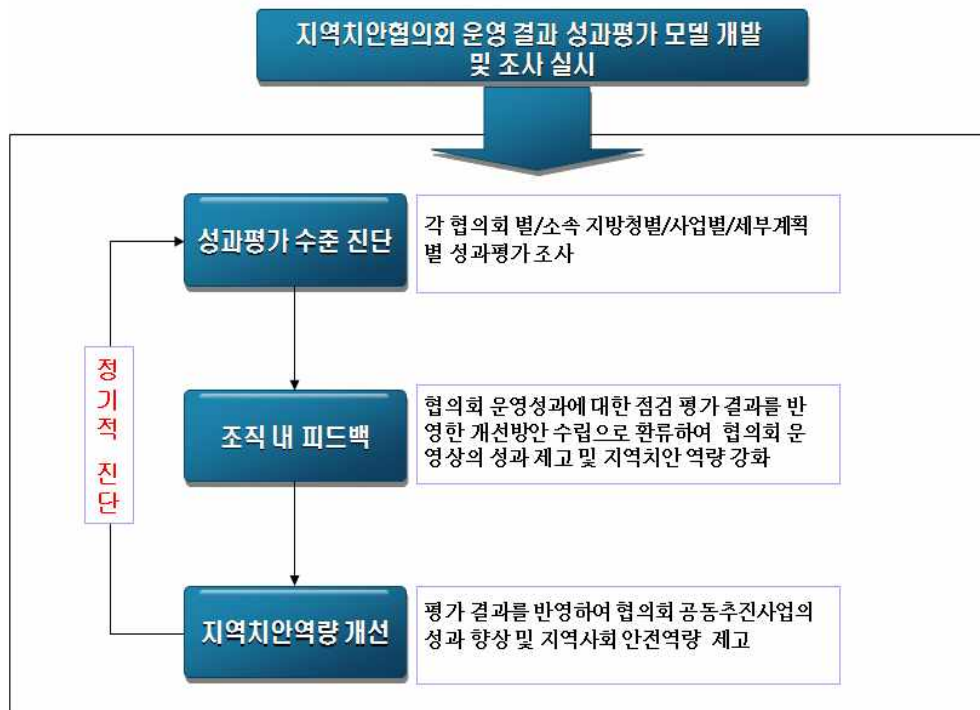 지역치안협의회 운영 결과 성과평가 모델 개발
및 조사 실시
성과평가 수준 진단
각 협의회 별/소속 지방청별/사업별/세부계획
별 성과평가 조사
정
기
적
진
단
조직 내 피드백
협의회 운영성과에 대한 점검 평가 결과를 반
영한 개선방안 수립으로 환류하여 협의회 운
영상의 성과 제고 및 지역치안 역량 강화
지역치안역량 개선
평가 결과를 반영하여 협의회 공동추진사업의
성과 향상 및 지역사회 안전역량 제고